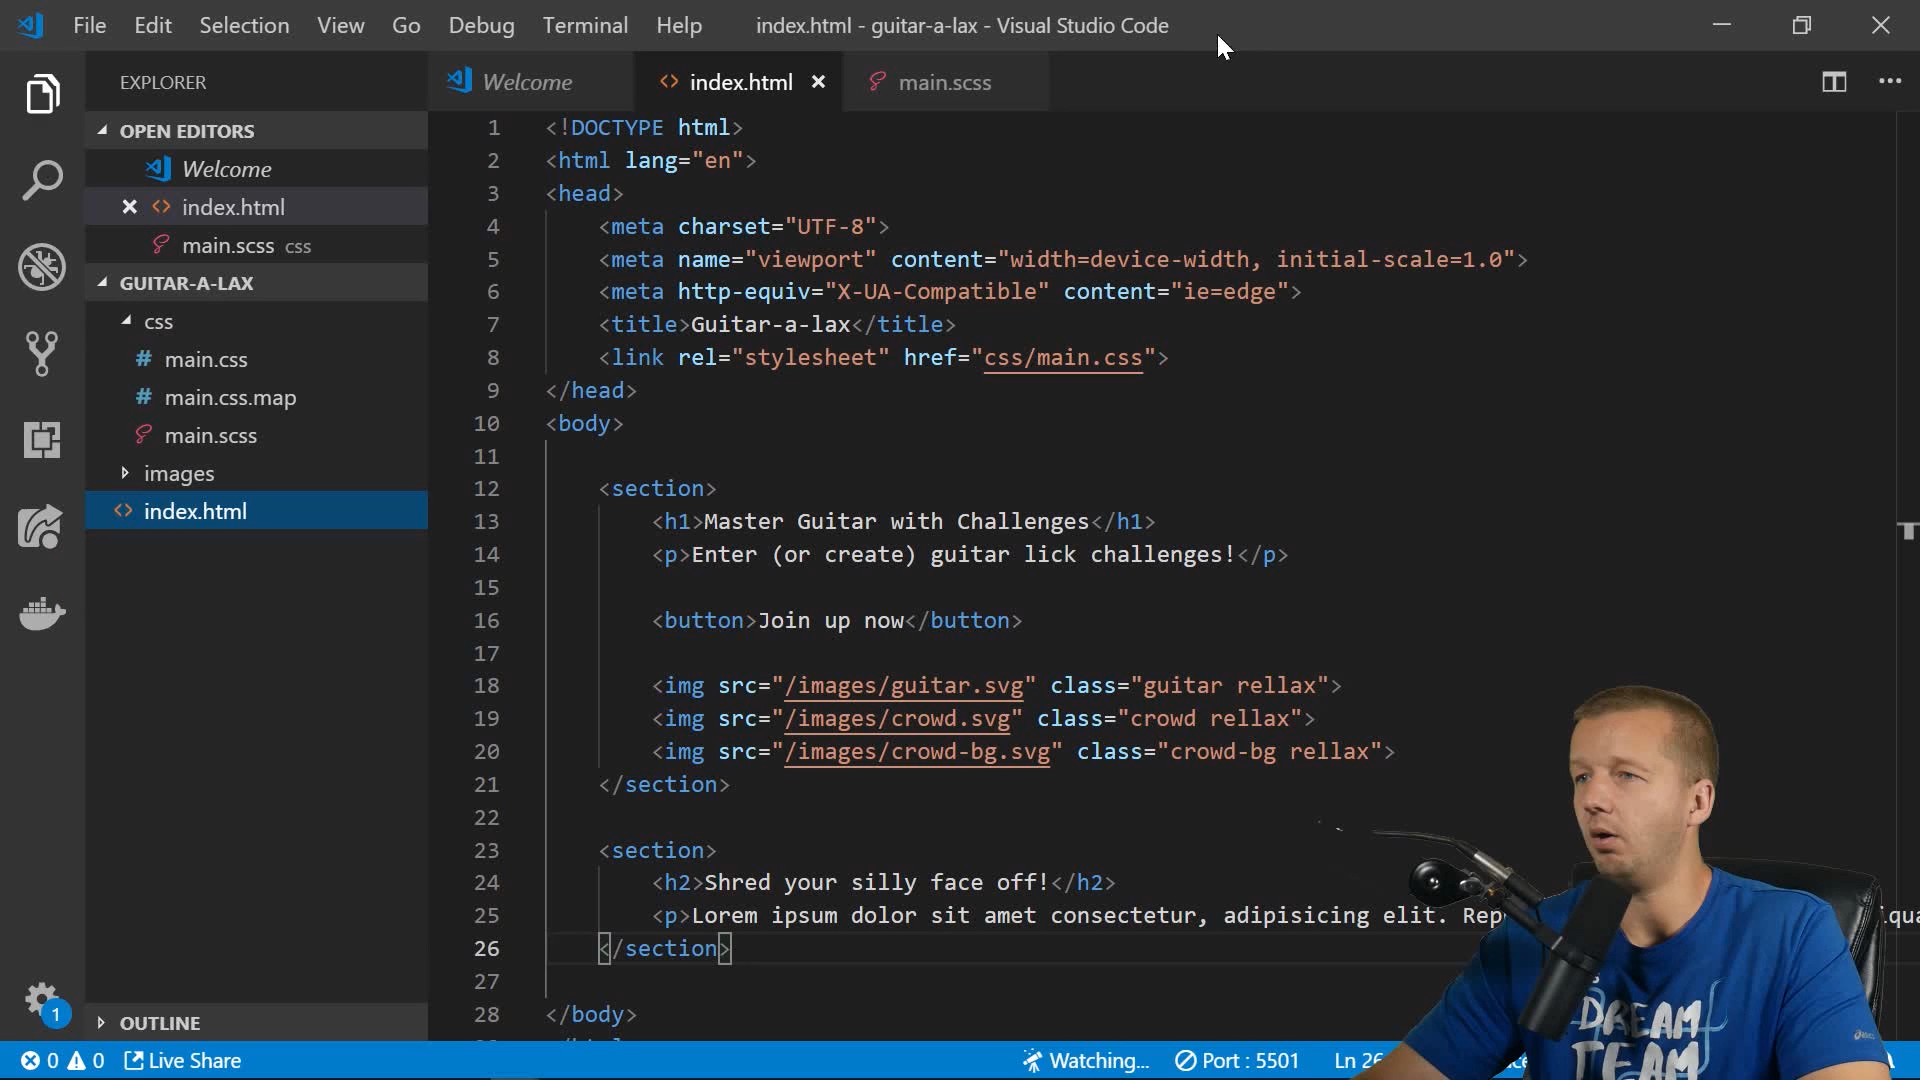 File Edit Selection View Go Debug Terminal Help index.html - guitar-a-lax - Visual Studio Code
EXPLORER
OPEN EDITORS
Welcome
index.html
main.scss css
GUITAR-A-LAX
css
# main.css
# main.css.map
main.scss
images
<> index.html
OUTLINE
1
Welcome
<> index.html
main.scss
1 <!DOCTYPE html>
2 <html lang="en">
3 <head>
4 <meta charset="UTF-8">
5 <meta name="viewport" content="width=device-width, initial-scale=1.0">
6 <meta http-equiv="X-UA-Compatible" content="ie=edge">
7 <title>Guitar-a-lax</title>
8 <link rel="stylesheet" href="css/main.css">
9 </head>
10 <body>
11
12 <section>
13 <h1>Master Guitar with Challenges</h1>
14 <p>Enter (or create) guitar lick challenges!</p>
15
16 <button>Join up now</button>
17
18 <img src="/images/guitar.svg" class="guitar rellax">
19 <img src="/images/crowd.svg" class="crowd rellax">
20 <img src="/images/crowd-bg.svg" class="crowd-bg rellax">
21 </section>
22
23 <section>
24 <h2>Shred your silly face off!</h2>
25 <p>Lorem ipsum dolor sit amet consectetur, adipisicing elit. Rep
26 </section>
27
28 </body>
0 0 Live Share Watching... Port : 5501 Ln 26
DREAM
TEAM